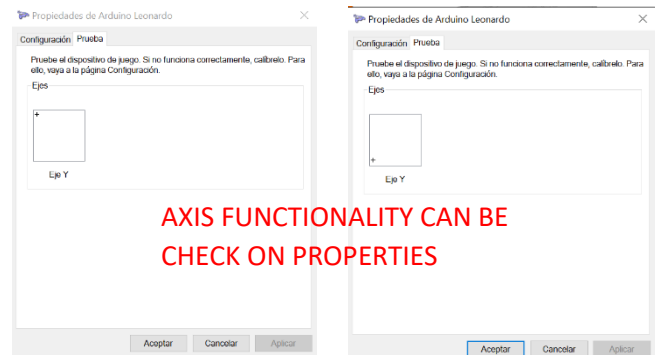 Propiedades de Arduino Leonardo
Configuración Prueba
Pruebe el dispositivo de juego. Si no funciona correctamente, calíbrelo. Para
ello, vaya a la página Configuración.
Ejes
+
Eje Y
Aceptar Cancelar Aplicar
Propiedades de Arduino Leonardo
Configuración Prueba
Pruebe el dispositivo de juego. Si no funciona correctamente, calíbrelo. Para
ello, vaya a la página Configuración.
Ejes
+
Eje Y
Aceptar Cancelar Aplicar
AXIS FUNCTIONALITY CAN BE
CHECK ON PROPERTIES